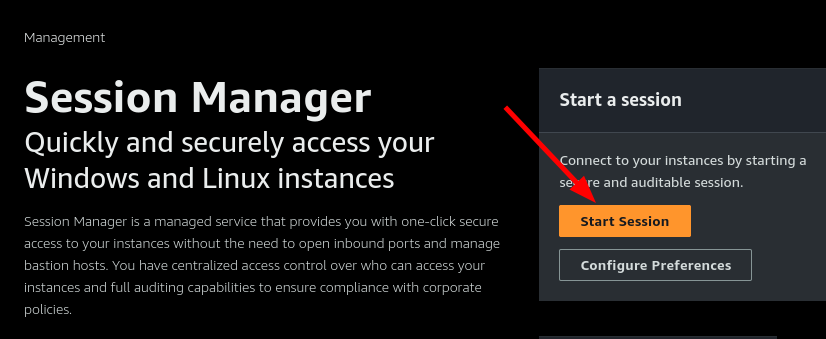 Management
Session Manager
Quickly and securely access your
Windows and Linux instances
Session Manager is a managed service that provides you with one-click secure
access to your instances without the need to open inbound ports and manage
bastion hosts. You have centralized access control over who can access your
instances and full auditing capabilities to ensure compliance with corporate
policies.
Start a session
Connect to your instances by starting a
secure and auditable session.
Start Session
Configure Preferences